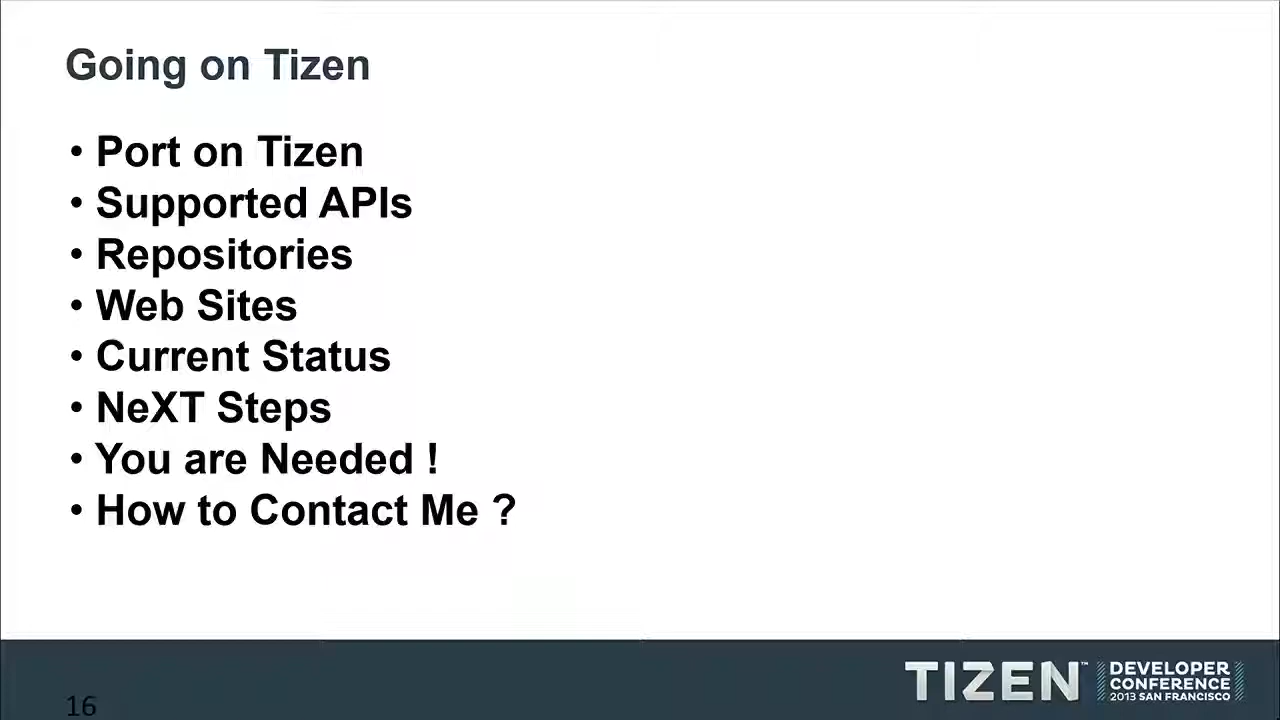 Going on Tizen
• Port on Tizen
• Supported APIs
• Repositories
• Web Sites
• Current Status
• NeXT Steps
• You are Needed !
• How to Contact Me ?
16
TIZEN™
DEVELOPER
CONFERENCE
2013 SAN FRANCISCO